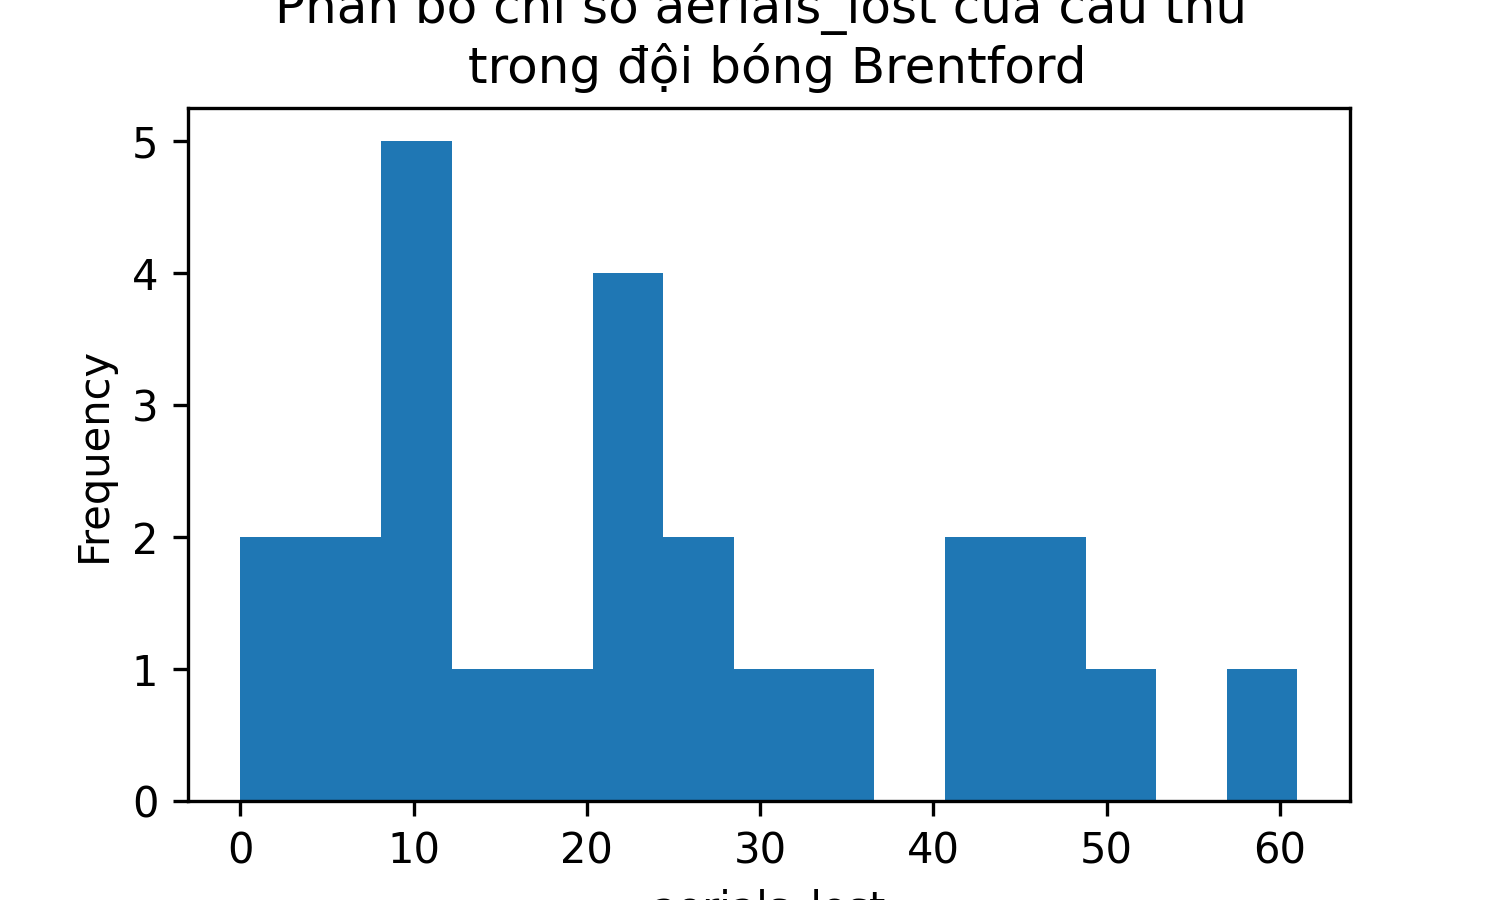 Phân bố chỉ số aerials_lost của cầu thủ
trong đội bóng Brentford
5
4
3
2
1
0
Frequency
0 10 20 30 40 50 60
aerials_lost